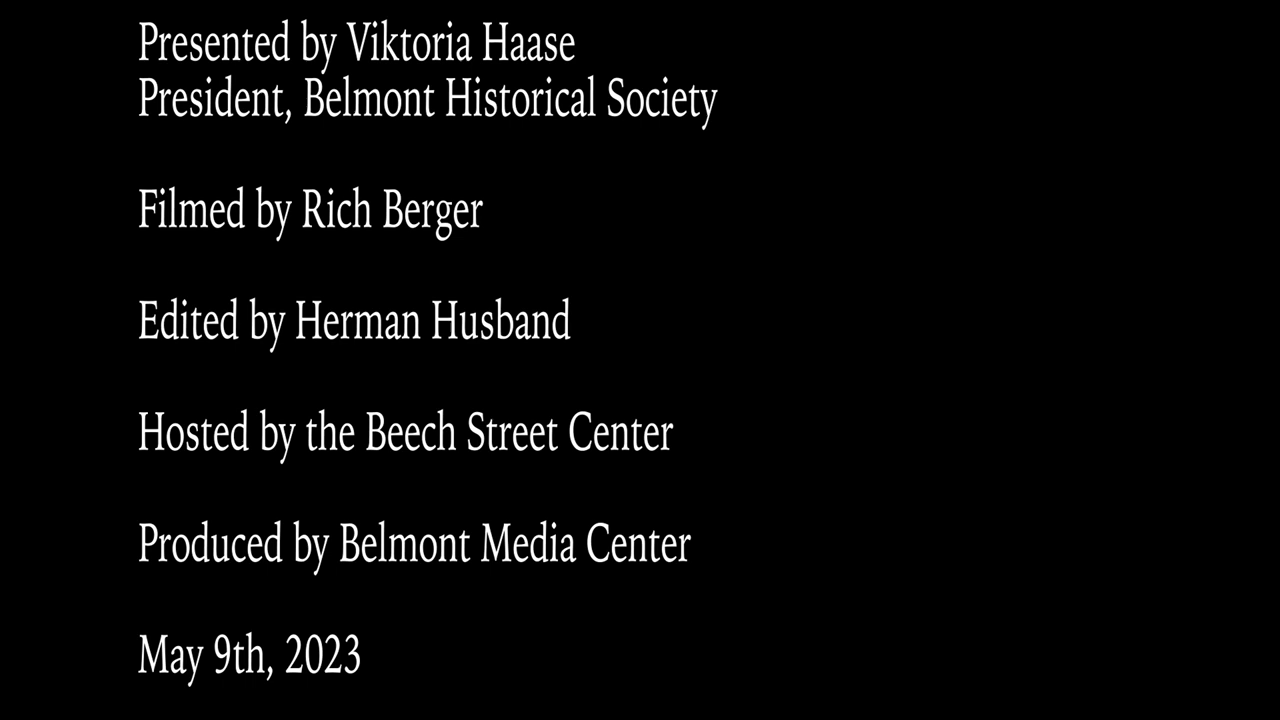 Presented by Viktoria Haase
President, Belmont Historical Society
Filmed by Rich Berger
Edited by Herman Husband
Hosted by the Beech Street Center
Produced by Belmont Media Center
May 9th, 2023